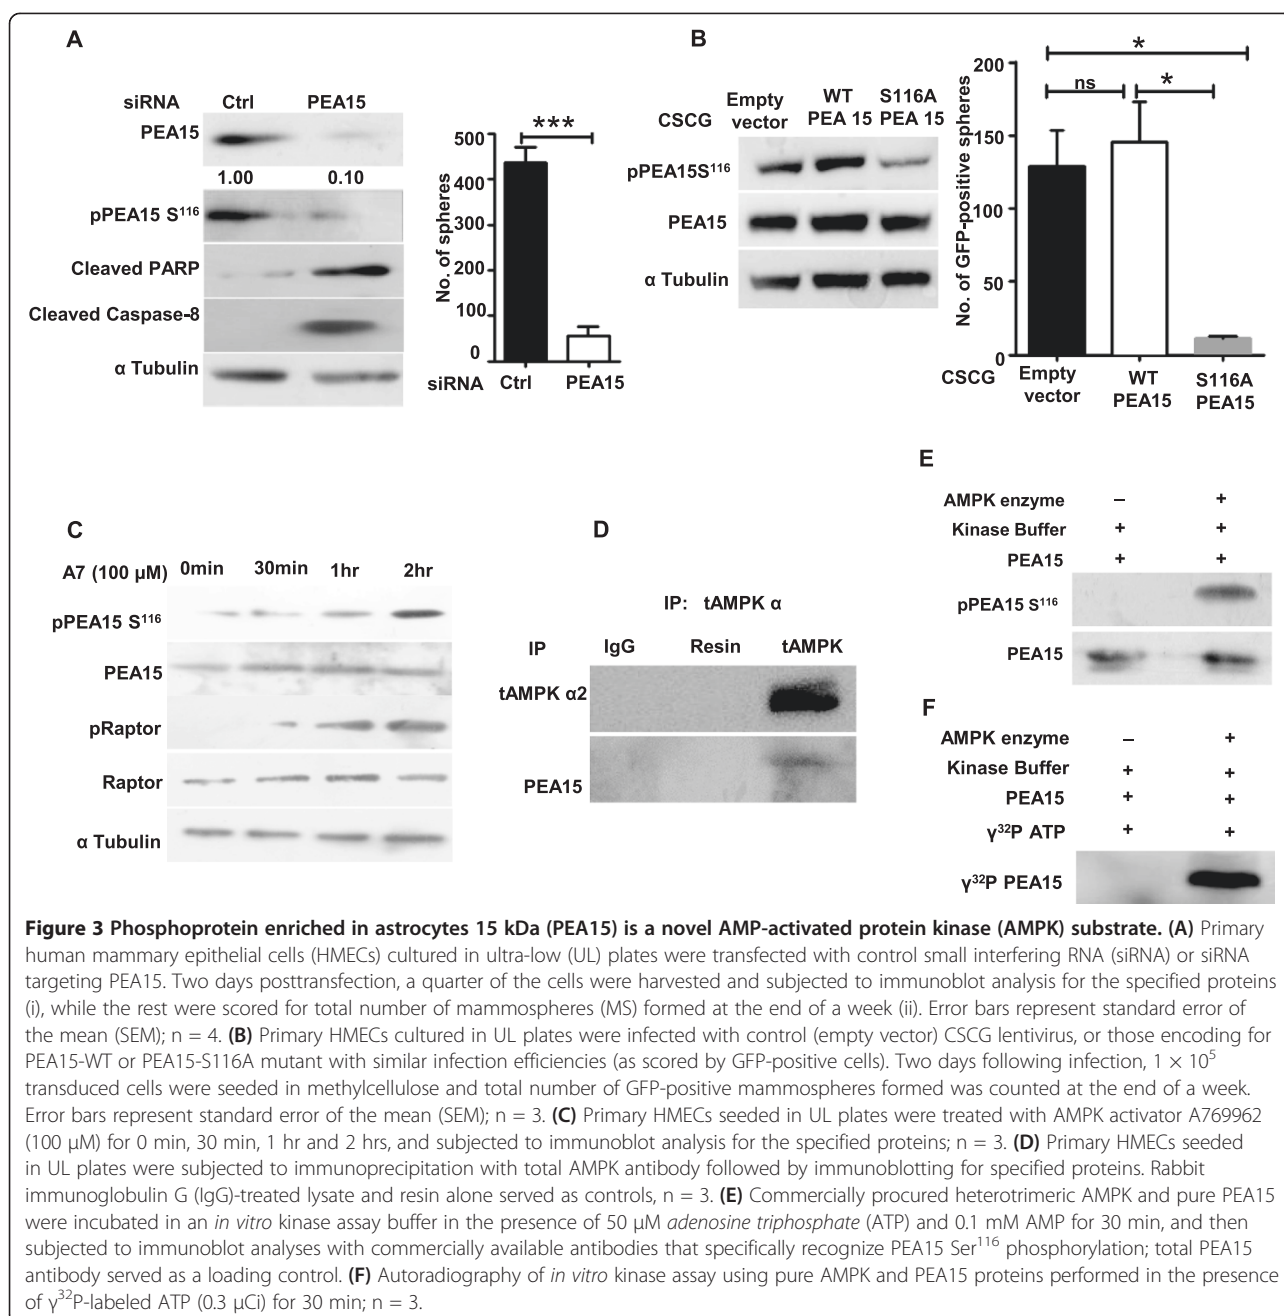 A
siRNA Ctrl PEA15
PEA15
1.00 0.10
pPEA15 S¹¹⁶
Cleaved PARP
Cleaved Caspase-8
α Tubulin
***
No. of spheres
500
400
300
200
100
0
siRNA Ctrl PEA15
B
CSCG Empty vector WT PEA 15 S116A PEA 15
pPEA15S¹¹⁶
PEA15
α Tubulin
*
ns *
No. of GFP-positive spheres
200
150
100
50
0
CSCG Empty vector WT PEA15 S116A PEA15
C
A7 (100 µM) 0min 30min 1hr 2hr
pPEA15 S¹¹⁶
PEA15
pRaptor
Raptor
α Tubulin
D
IP: tAMPK α
IP IgG Resin tAMPK
tAMPK α2
PEA15
E
AMPK enzyme – +
Kinase Buffer + +
PEA15 + +
pPEA15 S¹¹⁶
PEA15
F
AMPK enzyme – +
Kinase Buffer + +
PEA15 + +
γ³²P ATP + +
γ³²P PEA15
Figure 3 Phosphoprotein enriched in astrocytes 15 kDa (PEA15) is a novel AMP-activated protein kinase (AMPK) substrate. (A) Primary
human mammary epithelial cells (HMECs) cultured in ultra-low (UL) plates were transfected with control small interfering RNA (siRNA) or siRNA
targeting PEA15. Two days posttransfection, a quarter of the cells were harvested and subjected to immunoblot analysis for the specified proteins
(i), while the rest were scored for total number of mammospheres (MS) formed at the end of a week (ii). Error bars represent standard error of
the mean (SEM); n = 4. (B) Primary HMECs cultured in UL plates were infected with control (empty vector) CSCG lentivirus, or those encoding for
PEA15-WT or PEA15-S116A mutant with similar infection efficiencies (as scored by GFP-positive cells). Two days following infection, 1 × 10⁵
transduced cells were seeded in methylcellulose and total number of GFP-positive mammospheres formed was counted at the end of a week.
Error bars represent standard error of the mean (SEM); n = 3. (C) Primary HMECs seeded in UL plates were treated with AMPK activator A769962
(100 µM) for 0 min, 30 min, 1 hr and 2 hrs, and subjected to immunoblot analysis for the specified proteins; n = 3. (D) Primary HMECs seeded
in UL plates were subjected to immunoprecipitation with total AMPK antibody followed by immunoblotting for specified proteins. Rabbit
immunoglobulin G (IgG)-treated lysate and resin alone served as controls, n = 3. (E) Commercially procured heterotrimeric AMPK and pure PEA15
were incubated in an in vitro kinase assay buffer in the presence of 50 µM adenosine triphosphate (ATP) and 0.1 mM AMP for 30 min, and then
subjected to immunoblot analyses with commercially available antibodies that specifically recognize PEA15 Ser¹¹⁶ phosphorylation; total PEA15
antibody served as a loading control. (F) Autoradiography of in vitro kinase assay using pure AMPK and PEA15 proteins performed in the presence
of γ³²P-labeled ATP (0.3 µCi) for 30 min; n = 3.